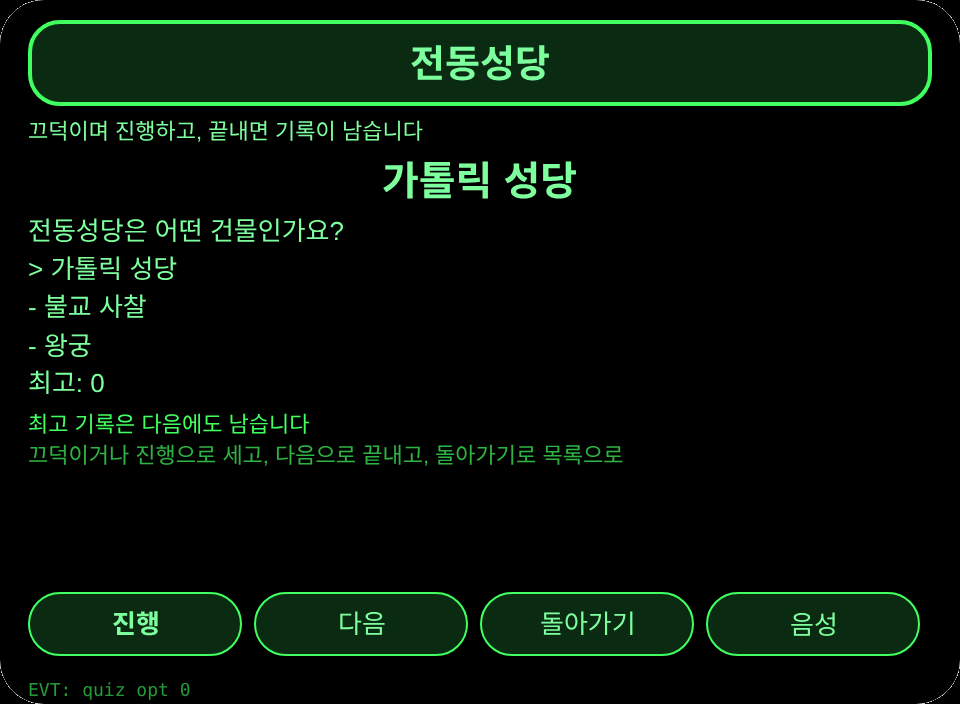 전동성당
끄덕이며 진행하고, 끝내면 기록이 남습니다
가톨릭 성당
전동성당은 어떤 건물인가요?
> 가톨릭 성당
- 불교 사찰
- 왕궁
최고: 0
최고 기록은 다음에도 남습니다
끄덕이거나 진행으로 세고, 다음으로 끝내고, 돌아가기로 목록으로
진행 다음 돌아가기 음성
EVT: quiz opt 0